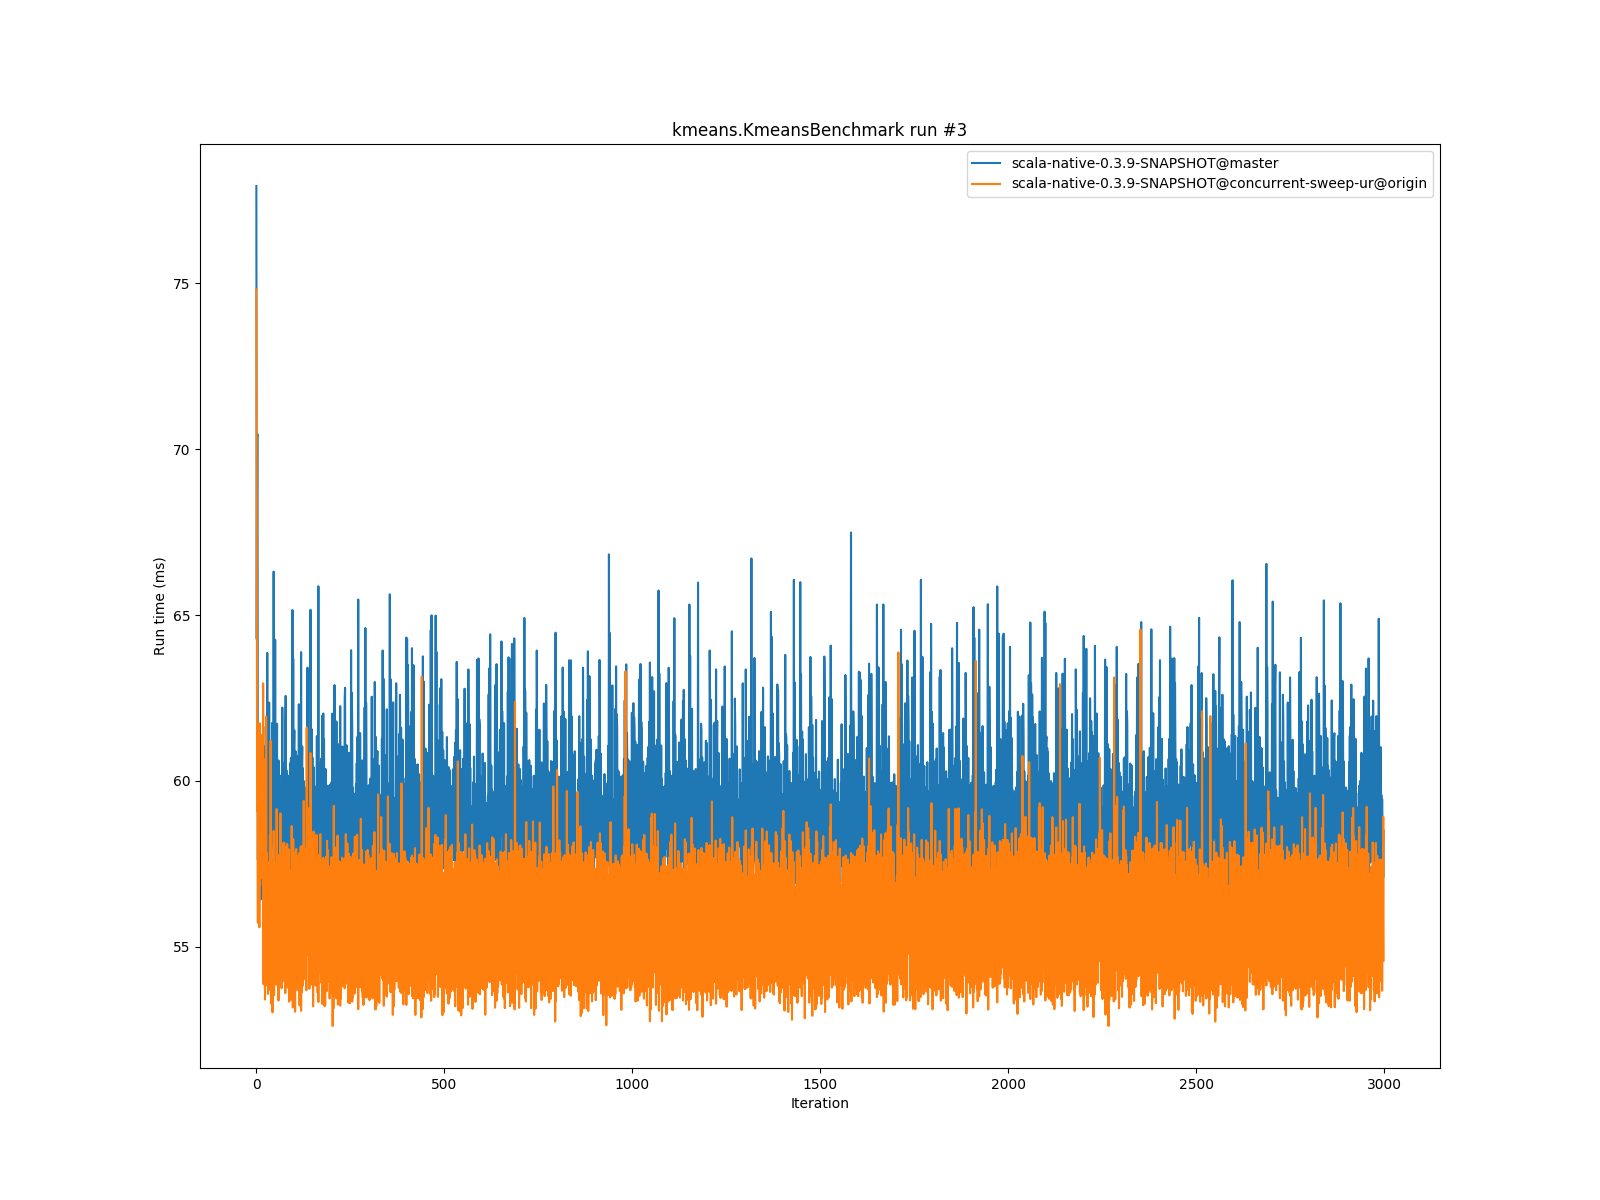 kmeans.KmeansBenchmark run #3
scala-native-0.3.9-SNAPSHOT@master
scala-native-0.3.9-SNAPSHOT@concurrent-sweep-ur@origin
75
70
65
60
55
Run time (ms)
0 500 1000 1500 2000 2500 3000
Iteration